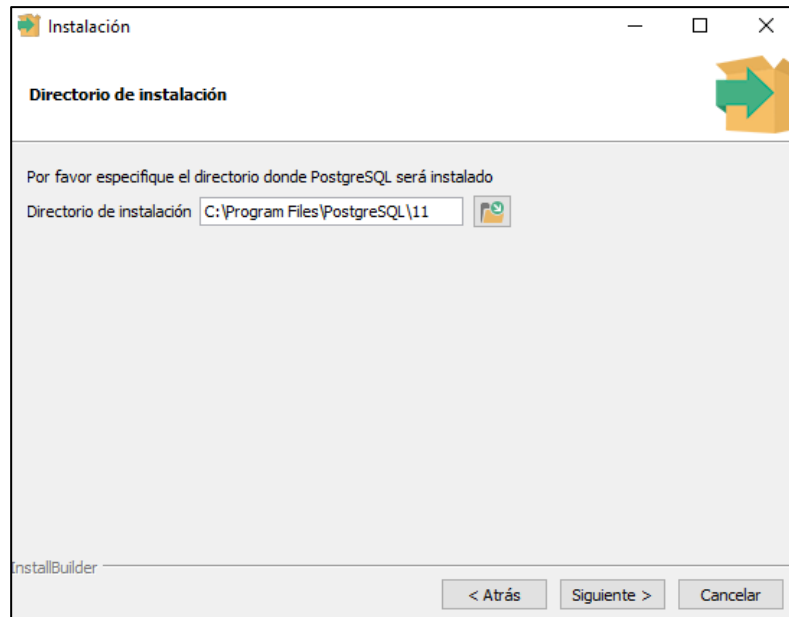 Instalación
Directorio de instalación
Por favor especifique el directorio donde PostgreSQL será instalado
Directorio de instalación C:\Program Files\PostgreSQL\11
InstallBuilder
< Atrás Siguiente > Cancelar